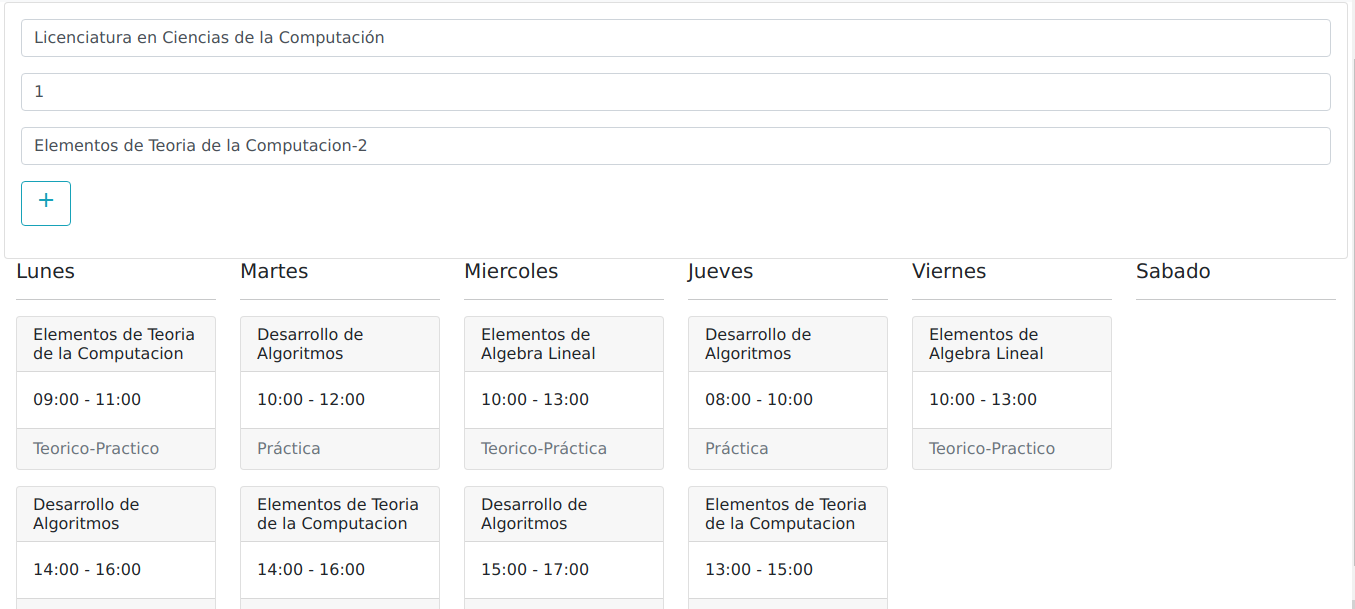 Licenciatura en Ciencias de la Computación
1
Elementos de Teoria de la Computacion-2
+
Lunes
Martes
Miercoles
Jueves
Viernes
Sabado
Elementos de Teoria
de la Computacion
09:00 - 11:00
Teorico-Practico
Desarrollo de
Algoritmos
10:00 - 12:00
Práctica
Elementos de
Algebra Lineal
10:00 - 13:00
Teorico-Práctica
Desarrollo de
Algoritmos
08:00 - 10:00
Práctica
Elementos de
Algebra Lineal
10:00 - 13:00
Teorico-Practico
Desarrollo de
Algoritmos
14:00 - 16:00
Elementos de Teoria
de la Computacion
14:00 - 16:00
Desarrollo de
Algoritmos
15:00 - 17:00
Elementos de Teoria
de la Computacion
13:00 - 15:00